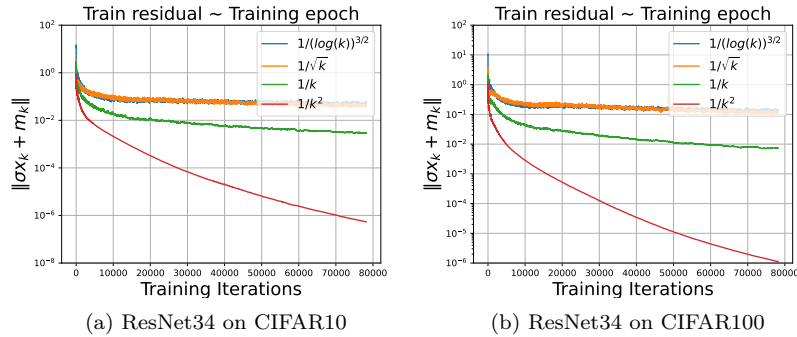 Train residual ~ Training epoch
‖σx_k + m_k‖
10^2
10^0
10^−2
10^−4
10^−6
10^−8
1/(log(k))^{3/2}
1/√k
1/k
1/k^2
0 10000 20000 30000 40000 50000 60000 70000 80000
Training Iterations
(a) ResNet34 on CIFAR10
Train residual ~ Training epoch
‖σx_k + m_k‖
10^2
10^1
10^0
10^−1
10^−2
10^−3
10^−4
10^−5
10^−6
1/(log(k))^{3/2}
1/√k
1/k
1/k^2
0 10000 20000 30000 40000 50000 60000 70000 80000
Training Iterations
(b) ResNet34 on CIFAR100